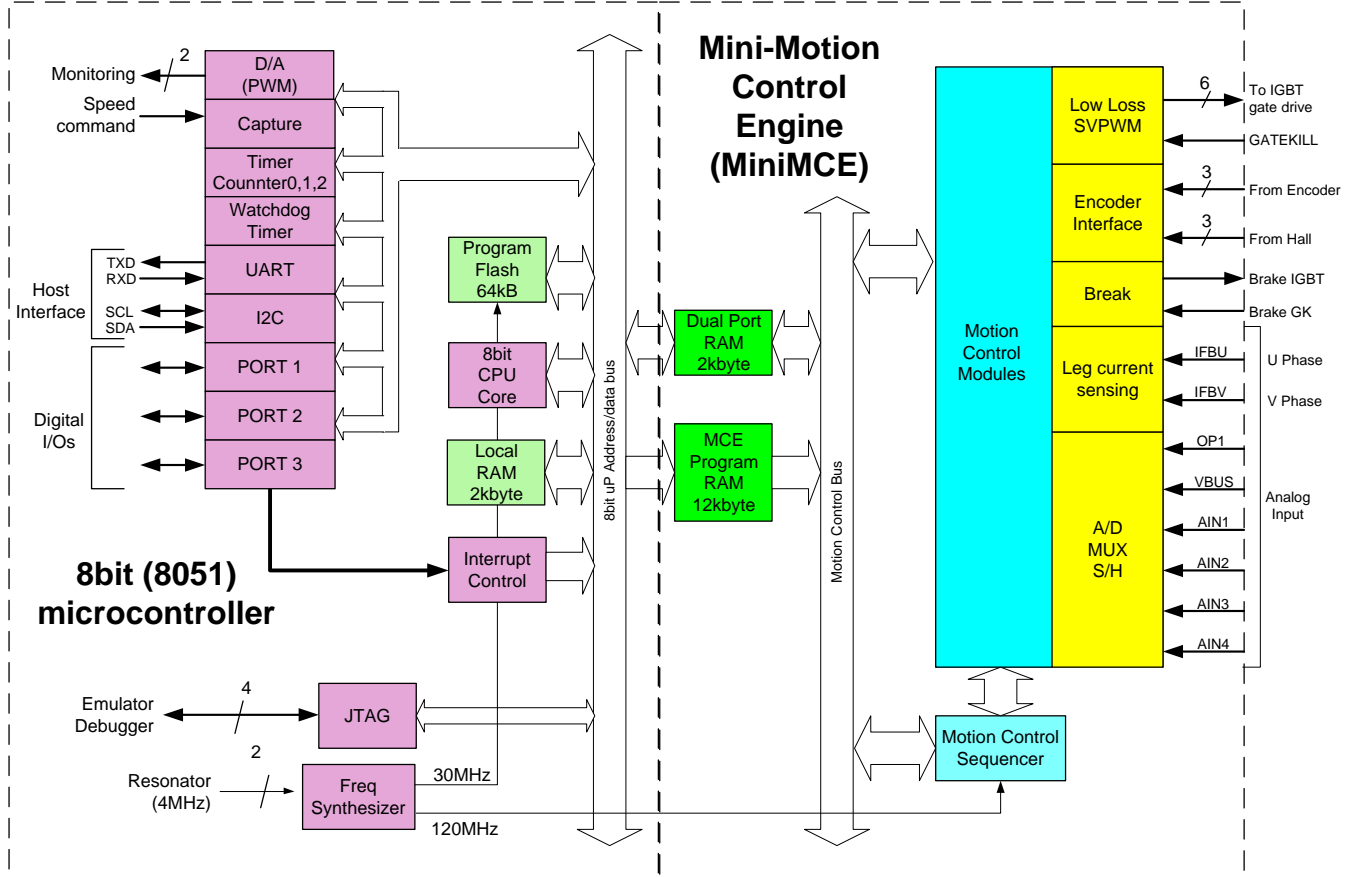 Monitoring
2
D/A
(PWM)
Speed
command
Capture
Timer
Counnter0,1,2
Watchdog
Timer
Host
Interface
TXD
RXD
UART
SCL
SDA
I2C
Digital
I/Os
PORT 1
PORT 2
PORT 3
8bit (8051)
microcontroller
Program
Flash
64kB
8bit
CPU
Core
Local
RAM
2kbyte
Interrupt
Control
Emulator
Debugger
4
JTAG
Resonator
(4MHz)
2
Freq
Synthesizer
30MHz
120MHz
8bit uP Address/data bus
Mini-Motion
Control
Engine
(MiniMCE)
Dual Port
RAM
2kbyte
MCE
Program
RAM
12kbyte
Motion Control Bus
Motion
Control
Modules
Motion Control
Sequencer
Low Loss
SVPWM
6
To IGBT
gate drive
GATEKILL
Encoder
Interface
3
From Encoder
3
From Hall
Break
Brake IGBT
Brake GK
Leg current
sensing
IFBU
U Phase
IFBV
V Phase
A/D
MUX
S/H
OP1
VBUS
AIN1
AIN2
AIN3
AIN4
Analog
Input